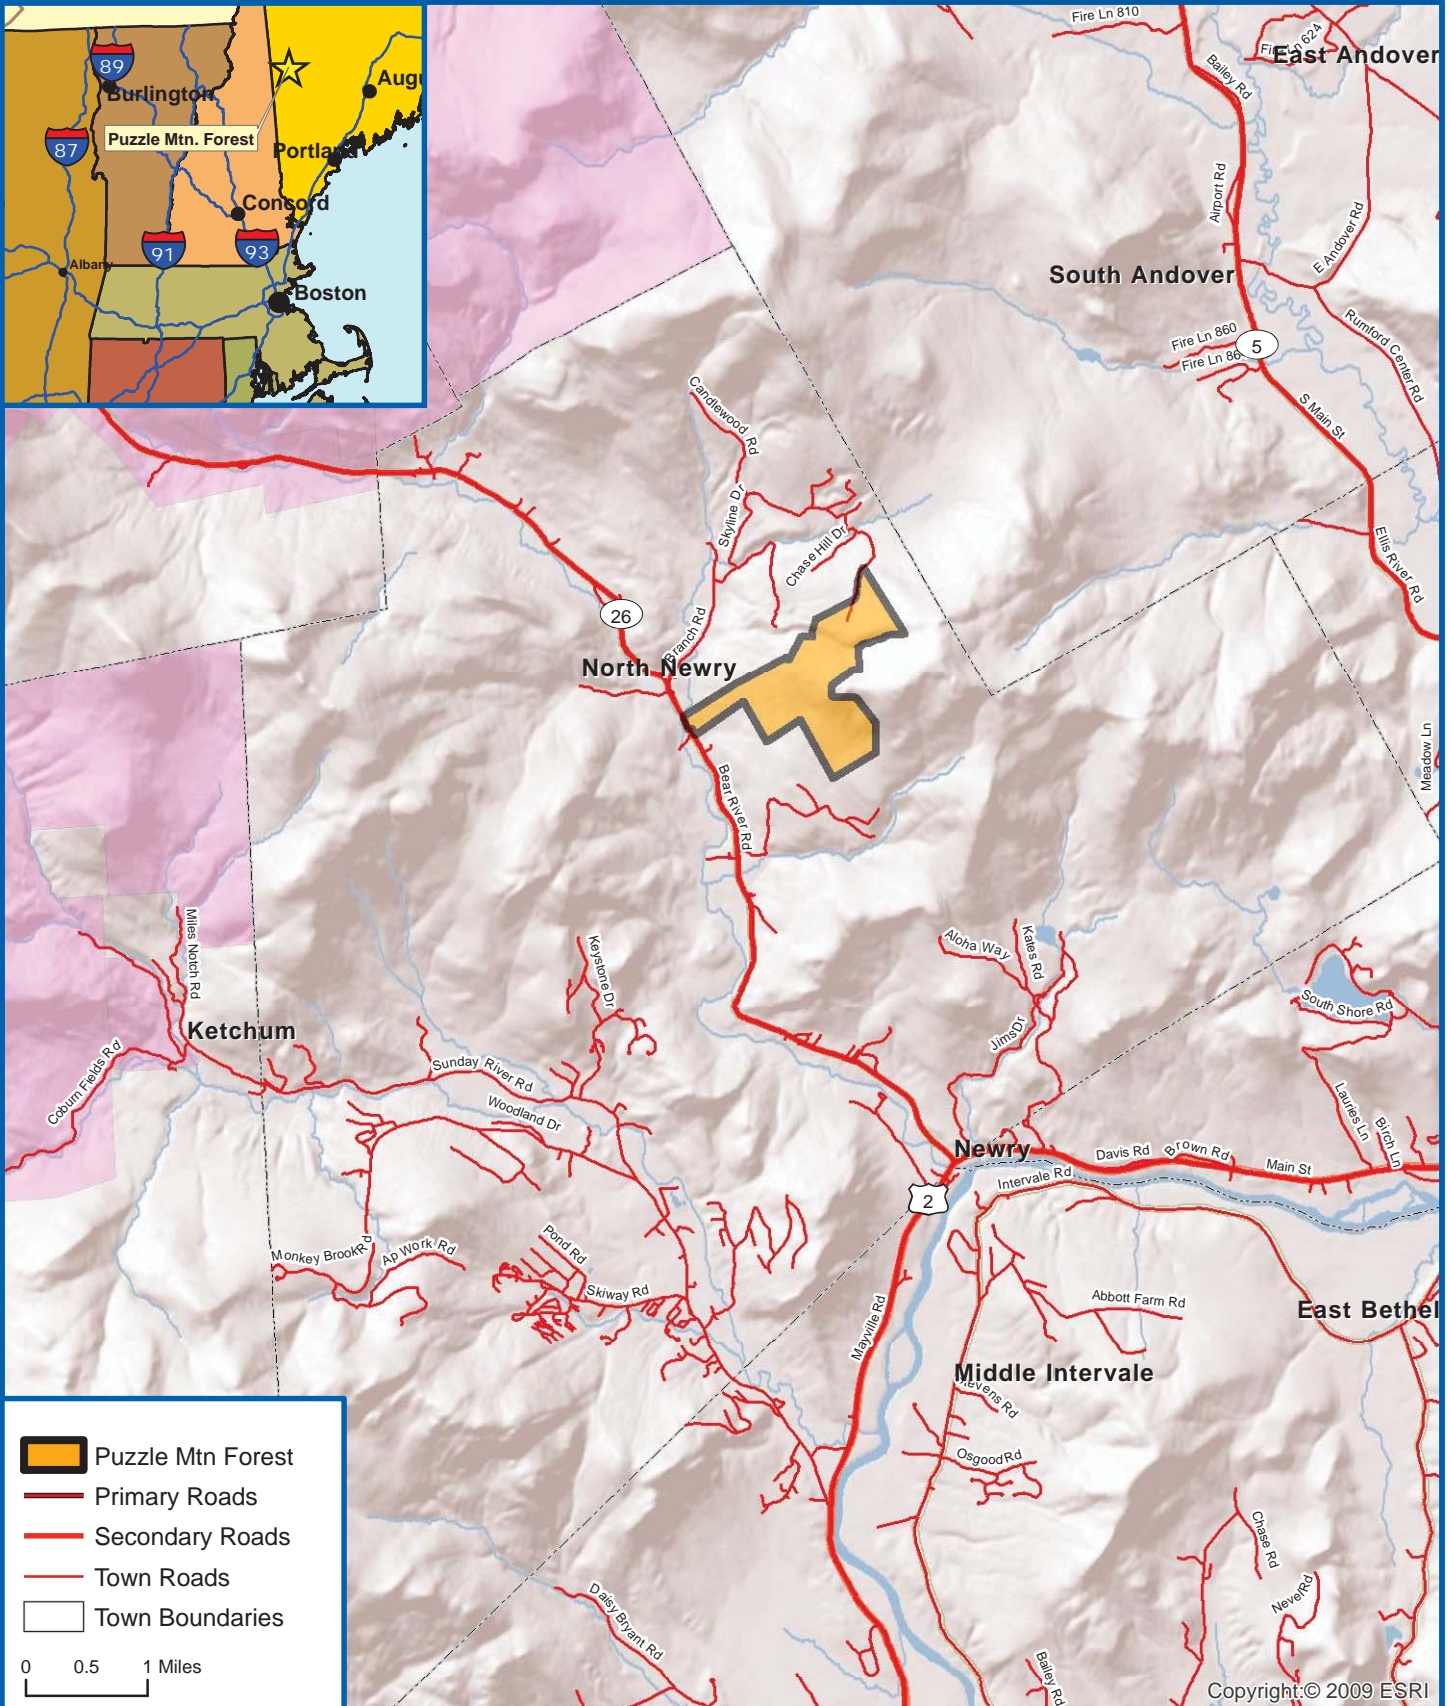 89
Burlington
Augu
87
Puzzle Mtn. Forest
Portland
Concord
91
93
Albany
Boston
Fire Ln 810
Fire Ln 624
East Andover
Bailey Rd
Airport Rd
E Andover Rd
South Andover
Fire Ln 860
5
Rumford Center Rd
S Main St
Candlewood Rd
Skyline Dr
Chase Hill Dr
Ellis River Rd
26
Branch Rd
North Newry
Bear River Rd
Meadow Ln
Miles Notch Rd
Keystone Dr
Aloha Way
Kates Rd
South Shore Rd
Ketchum
Jims Dr
Coburn Fields Rd
Sunday River Rd
Woodland Dr
Lauries Ln
Birch Ln
Newry
Davis Rd
Brown Rd
Main St
Intervale Rd
2
Monkey Brook Rd
Ap Work Rd
Pond Rd
Skiway Rd
Abbott Farm Rd
East Bethel
Mayville Rd
Middle Intervale
Stevens Rd
Osgood Rd
Chase Rd
Neve/Rd
Daisy Bryant Rd
Bailey Rd
Puzzle Mtn Forest
Primary Roads
Secondary Roads
Town Roads
Town Boundaries
0 0.5 1 Miles
Copyright:© 2009 ESRI